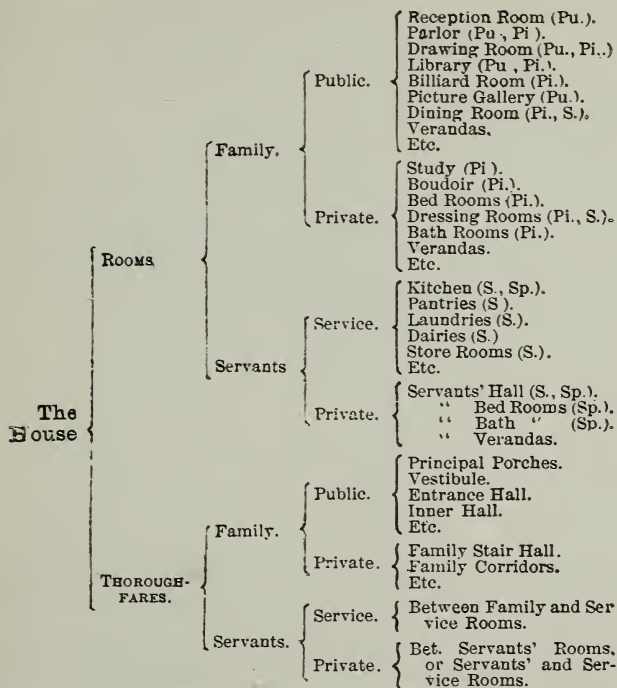 Reception Room (Pu.).
Parlor (Pu., Pi.).
Drawing Room (Pu., Pi..)
Library (Pu., Pi.).
Public.
Billiard Room (Pi.).
Picture Gallery (Pu.).
Dining Room (Pi., S.).
Verandas.
Etc.
Family.
Study (Pi.).
Boudoir (Pi.).
Bed Rooms (Pi.).
Private.
Dressing Rooms (Pi., S.).
Bath Rooms (Pi.).
Verandas.
Etc.
ROOMS
Kitchen (S., Sp.).
Pantries (S.).
Service.
Laundries (S.).
Dairies (S.)
Store Rooms (S.).
Etc.
Servants
Servants' Hall (S., Sp.).
Private.
" Bed Rooms (Sp.).
" Bath " (Sp.).
" Verandas.
The
House
Principal Porches.
Public.
Vestibule.
Entrance Hall.
Inner Hall.
Etc.
Family.
Private.
Family Stair Hall.
Family Corridors.
Etc.
THOROUGH-
FARES.
Service.
Between Family and Ser
vice Rooms.
Servants.
Private.
Bet. Servants' Rooms,
or Servants' and Ser-
vice Rooms.